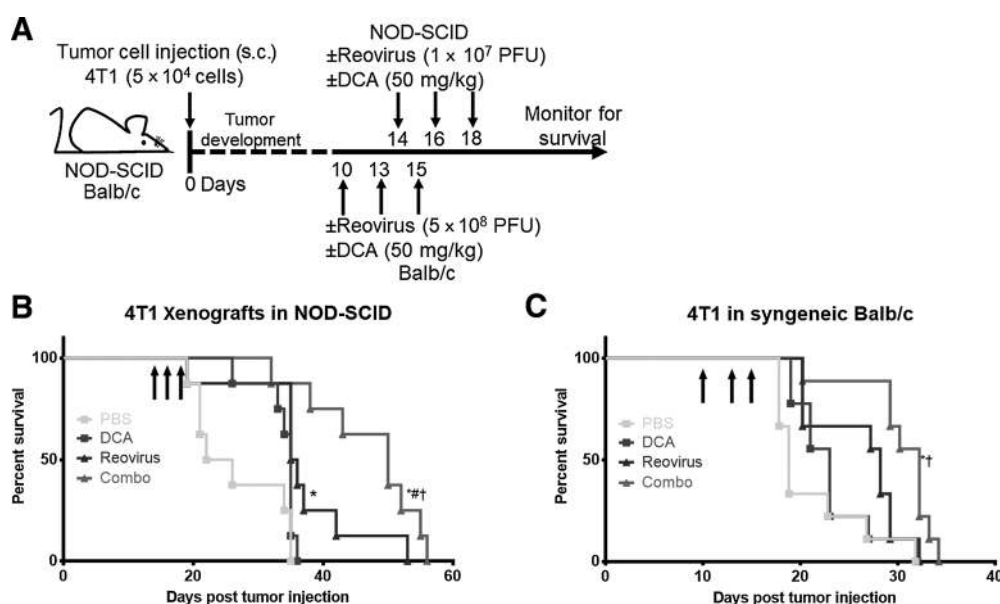 A
Tumor cell injection (s.c.)
4T1 (5 × 10⁴ cells)
NOD-SCID
±Reovirus (1 × 10⁷ PFU)
±DCA (50 mg/kg)
Tumor
development
14 16 18
Monitor for
survival
NOD-SCID
Balb/c
0 Days
10 13 15
±Reovirus (5 × 10⁸ PFU)
±DCA (50 mg/kg)
Balb/c
B
4T1 Xenografts in NOD-SCID
Percent survival
100
50
0
PBS
DCA
Reovirus
Combo
*
*#†
0 20 40 60
Days post tumor injection
C
4T1 in syngeneic Balb/c
Percent survival
100
50
0
PBS
DCA
Reovirus
Combo
*†
0 10 20 30 40
Days post tumor injection